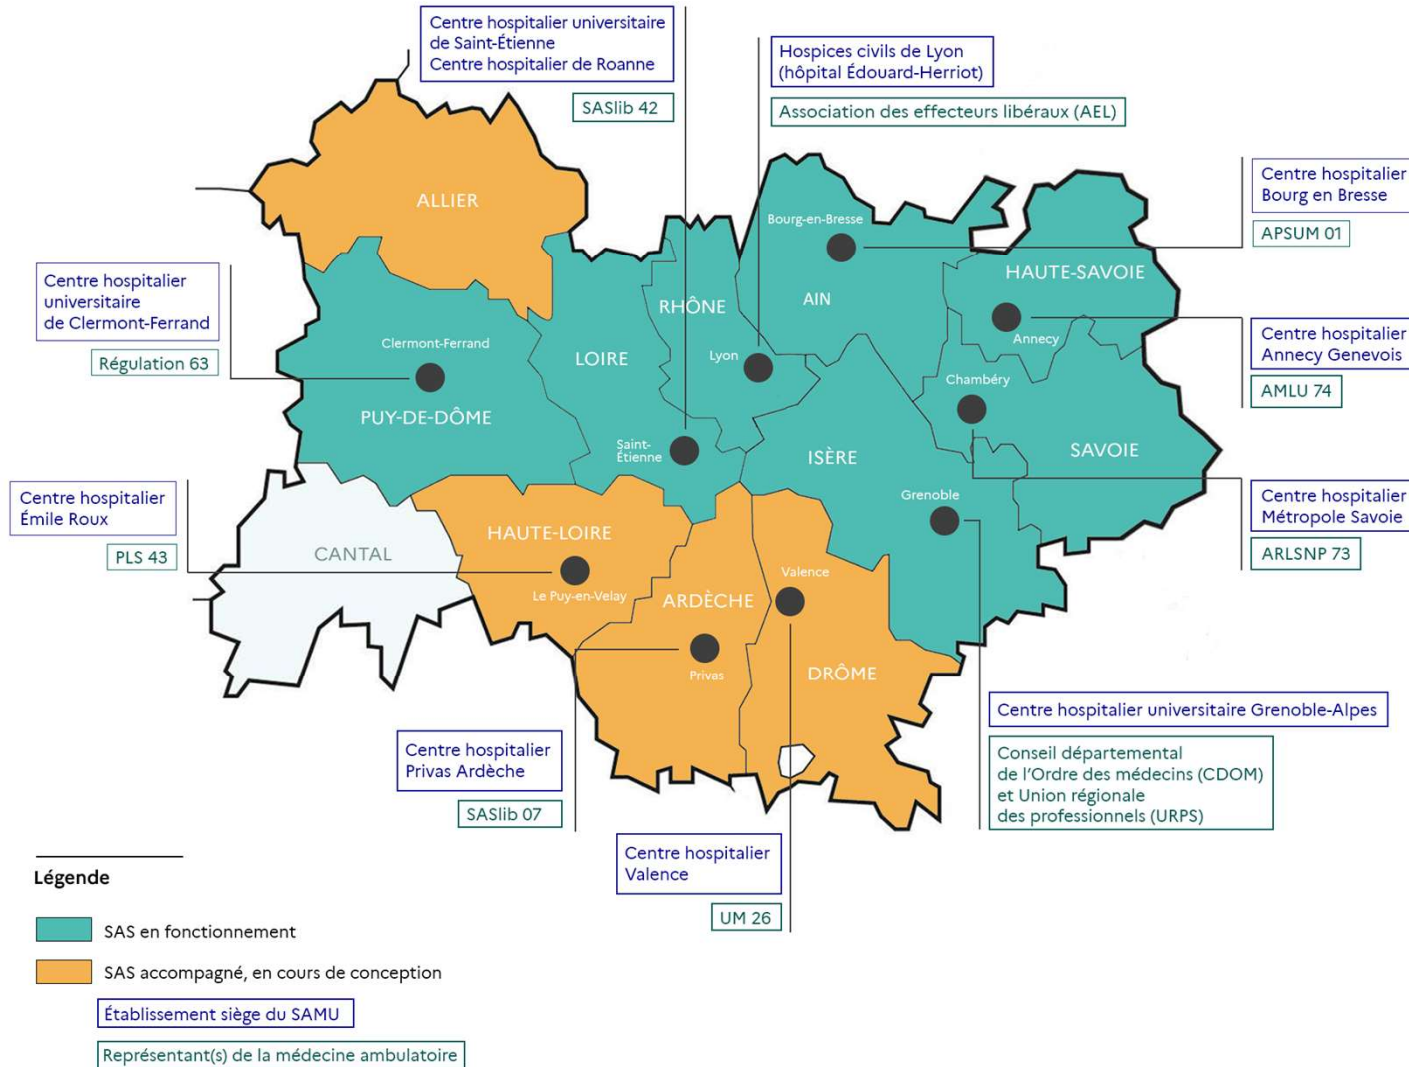 Centre hospitalier universitaire
de Saint-Étienne
Centre hospitalier de Roanne
SASlib 42
Hospices civils de Lyon
(hôpital Édouard-Herriot)
Association des effecteurs libéraux (AEL)
Centre hospitalier
Bourg en Bresse
APSUM 01
ALLIER
Bourg-en-Bresse
HAUTE-SAVOIE
Centre hospitalier
universitaire
de Clermont-Ferrand
Régulation 63
RHÔNE
AIN
Annecy
Centre hospitalier
Annecy Genevois
AMLU 74
Clermont-Ferrand
LOIRE
Lyon
Chambéry
PUY-DE-DÔME
Saint-
Étienne
ISÈRE
SAVOIE
Centre hospitalier
Émile Roux
PLS 43
Grenoble
Centre hospitalier
Métropole Savoie
ARLSNP 73
CANTAL
HAUTE-LOIRE
Le Puy-en-Velay
ARDÈCHE
Valence
Privas
DRÔME
Centre hospitalier
Privas Ardèche
SASlib 07
Centre hospitalier universitaire Grenoble-Alpes
Conseil départemental
de l'Ordre des médecins (CDOM)
et Union régionale
des professionnels (URPS)
Centre hospitalier
Valence
UM 26
Légende
SAS en fonctionnement
SAS accompagné, en cours de conception
Établissement siège du SAMU
Représentant(s) de la médecine ambulatoire